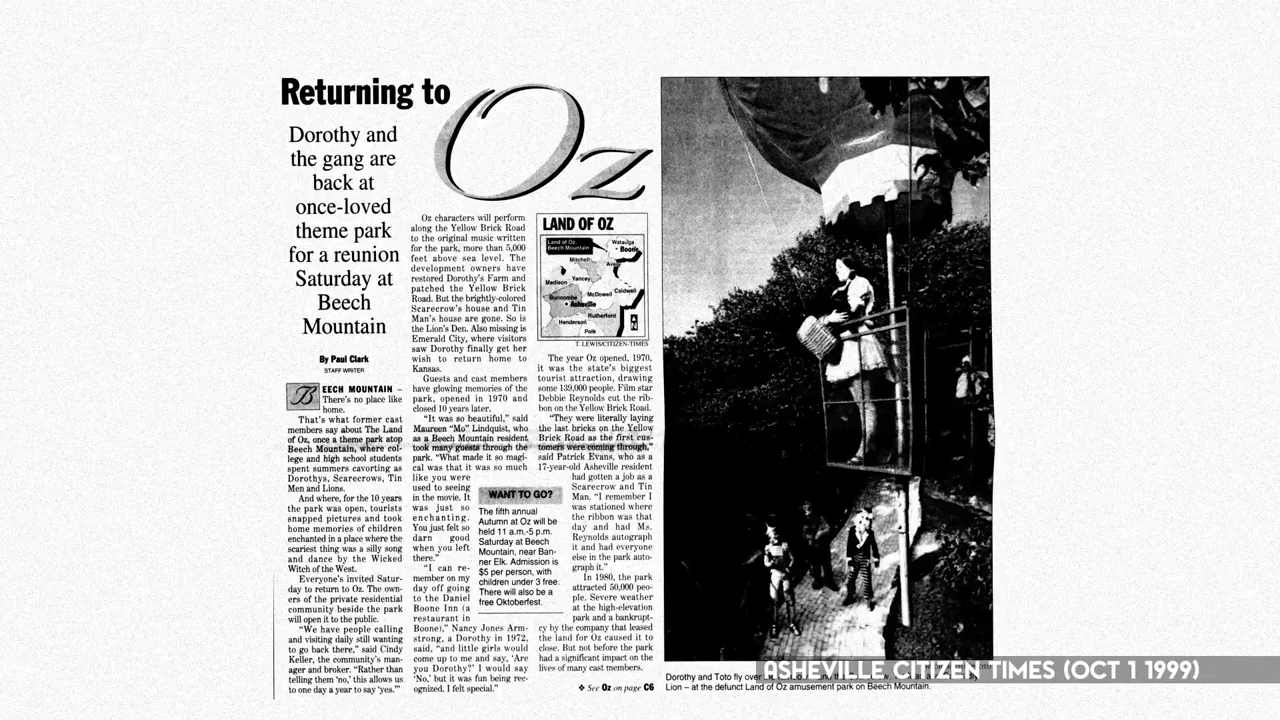 Returning to Oz
Dorothy and
the gang are
back at
once-loved
theme park
for a reunion
Saturday at
Beech
Mountain
By Paul Clark
STAFF WRITER
BEECH MOUNTAIN –
There's no place like
home.
That's what former cast
members say about The Land
of Oz, once a theme park atop
Beech Mountain, where col-
lege and high school students
spent summers cavorting as
Dorothys, Scarecrows, Tin
Men and Lions.
And where, for the 10 years
the park was open, tourists
snapped pictures and took
home memories of children
enchanted in a place where the
scariest thing was a silly song
and dance by the Wicked
Witch of the West.
Everyone's invited Satur-
day to return to Oz. The own-
ers of the private residential
community beside the park
will open it to the public.
"We have people calling
and visiting daily still wanting
to go back there," said Cindy
Keller, the community's man-
ager and broker. "Rather than
telling them 'no,' this allows us
to one day a year to say 'yes.'"
Oz characters will perform
along the Yellow Brick Road
to the original music written
for the park, more than 5,000
feet above sea level. The
development owners have
restored Dorothy's Farm and
patched the Yellow Brick
Road. But the brightly-colored
Scarecrow's house and Tin
Man's house are gone. So is
the Lion's Den. Also missing is
Emerald City, where visitors
saw Dorothy finally get her
wish to return home to
Kansas.
Guests and cast members
have glowing memories of the
park, opened in 1970 and
closed 10 years later.
"It was so beautiful," said
Maureen "Mo" Lindquist, who
as a Beech Mountain resident
took many guests through the
park. "What made it so magi-
cal was that it was so much
like you were
used to seeing
in the movie. It
was just so
enchanting.
You just felt so
darn good
when you left
there."
"I can re-
member on my
day off going
to the Daniel
Boone Inn (a
restaurant in
Boone)," Nancy Jones Arm-
strong, a Dorothy in 1972,
said, "and little girls would
come up to me and say, 'Are
you Dorothy?' I would say
'No,' but it was fun being rec-
ognized. I felt special."
WANT TO GO?
The fifth annual
Autumn at Oz will be
held 11 a.m.-5 p.m.
Saturday at Beech
Mountain, near Ban-
ner Elk. Admission is
$5 per person, with
children under 3 free.
There will also be a
free Oktoberfest.
LAND OF OZ
Land of Oz,
Beech Mountain
Watauga
Boone
Mitchell
Avery
Madison
Yancey
Caldwell
Buncombe
McDowell
Asheville
Rutherford
Henderson
Polk
N
T. LEWIS/CITIZEN-TIMES
The year Oz opened, 1970,
it was the state's biggest
tourist attraction, drawing
some 139,000 people. Film star
Debbie Reynolds cut the rib-
bon on the Yellow Brick Road.
"They were literally laying
the last bricks on the Yellow
Brick Road as the first cus-
tomers were coming through,"
said Patrick Evans, who as a
17-year-old Asheville resident
had gotten a job as a
Scarecrow and Tin
Man. "I remember I
was stationed where
the ribbon was that
day and had Ms.
Reynolds autograph
it and had everyone
else in the park auto-
graph it."
In 1980, the park
attracted 50,000 peo-
ple. Severe weather
at the high-elevation
park and a bankrupt-
cy by the company that leased
the land for Oz caused it to
close. But not before the park
had a significant impact on the
lives of many cast members.
❖ See Oz on page C6
Dorothy and Toto fly over
Lion – at the defunct Land of Oz amusement park on Beech Mountain.
ASHEVILLE CITIZEN TIMES (OCT 1 1999)